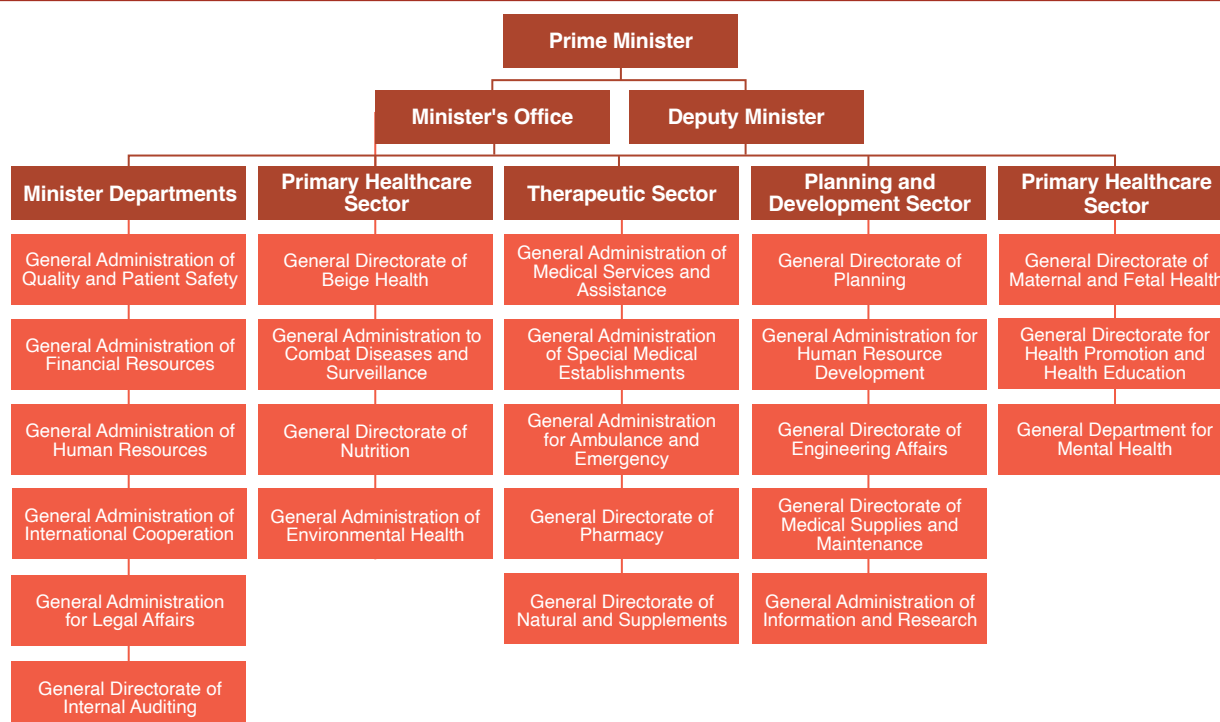 Prime Minister
Minister's Office
Deputy Minister
Minister Departments
General Administration of
Quality and Patient Safety
General Administration of
Financial Resources
General Administration of
Human Resources
General Administration of
International Cooperation
General Administration
for Legal Affairs
General Directorate of
Internal Auditing
Primary Healthcare
Sector
General Directorate of
Beige Health
General Administration to
Combat Diseases and
Surveillance
General Directorate of
Nutrition
General Administration of
Environmental Health
Therapeutic Sector
General Administration of
Medical Services and
Assistance
General Administration
of Special Medical
Establishments
General Administration
for Ambulance and
Emergency
General Directorate of
Pharmacy
General Directorate of
Natural and Supplements
Planning and
Development Sector
General Directorate of
Planning
General Administration for
Human Resource
Development
General Directorate of
Engineering Affairs
General Directorate of
Medical Supplies and
Maintenance
General Administration of
Information and Research
Primary Healthcare
Sector
General Directorate of
Maternal and Fetal Health
General Directorate for
Health Promotion and
Health Education
General Department for
Mental Health